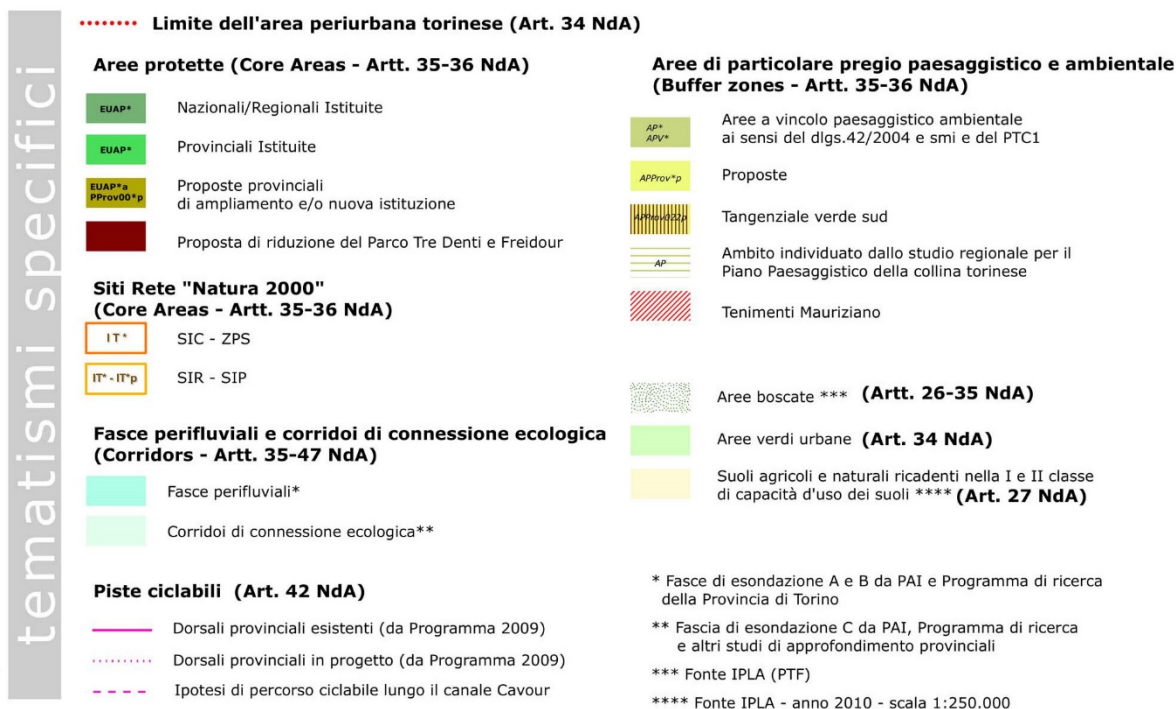 tematismi specifici
Limite dell'area periurbana torinese (Art. 34 NdA)
Aree protette (Core Areas - Artt. 35-36 NdA)
EUAP*
Nazionali/Regionali Istituite
EUAP*
Provinciali Istituite
EUAP*a
PProv00*p
Proposte provinciali
di ampliamento e/o nuova istituzione
Proposta di riduzione del Parco Tre Denti e Freidour
Siti Rete "Natura 2000"
(Core Areas - Artt. 35-36 NdA)
IT*
SIC - ZPS
IT* - IT*p
SIR - SIP
Fasce perifluviali e corridoi di connessione ecologica
(Corridors - Artt. 35-47 NdA)
Fasce perifluviali*
Corridoi di connessione ecologica**
Piste ciclabili (Art. 42 NdA)
Dorsali provinciali esistenti (da Programma 2009)
Dorsali provinciali in progetto (da Programma 2009)
Ipotesi di percorso ciclabile lungo il canale Cavour
Aree di particolare pregio paesaggistico e ambientale
(Buffer zones - Artt. 35-36 NdA)
AP*
APV*
Aree a vincolo paesaggistico ambientale
ai sensi del dlgs.42/2004 e smi e del PTC1
APProv*p
Proposte
APProv022p
Tangenziale verde sud
AP
Ambito individuato dallo studio regionale per il
Piano Paesaggistico della collina torinese
Tenimenti Mauriziano
Aree boscate *** (Artt. 26-35 NdA)
Aree verdi urbane (Art. 34 NdA)
Suoli agricoli e naturali ricadenti nella I e II classe
di capacità d'uso dei suoli **** (Art. 27 NdA)
* Fasce di esondazione A e B da PAI e Programma di ricerca
della Provincia di Torino
** Fascia di esondazione C da PAI, Programma di ricerca
e altri studi di approfondimento provinciali
*** Fonte IPLA (PTF)
**** Fonte IPLA - anno 2010 - scala 1:250.000